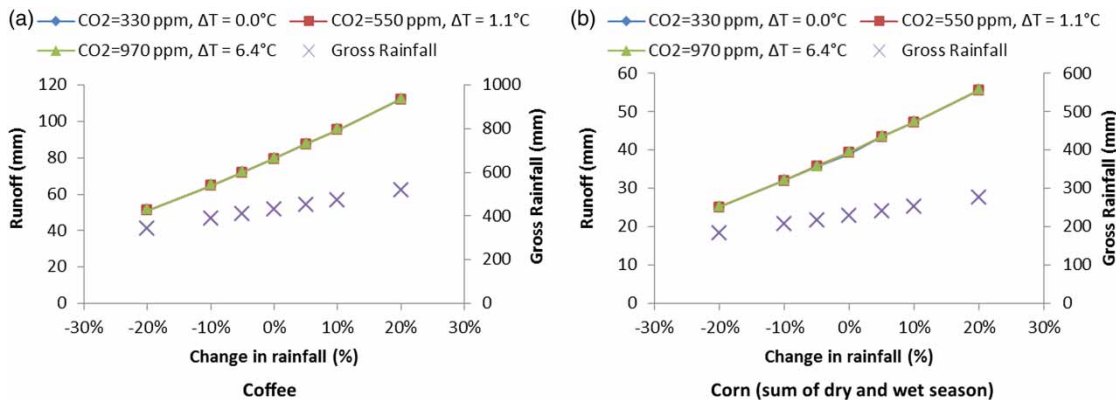 (a)
CO2=330 ppm, ΔT = 0.0°C
CO2=550 ppm, ΔT = 1.1°C
CO2=970 ppm, ΔT = 6.4°C
Gross Rainfall
120
100
80
60
40
20
0
Runoff (mm)
1000
800
600
400
200
0
Gross Rainfall (mm)
-30% -20% -10% 0% 10% 20% 30%
Change in rainfall (%)
Coffee
(b)
CO2=330 ppm, ΔT = 0.0°C
CO2=550 ppm, ΔT = 1.1°C
CO2=970 ppm, ΔT = 6.4°C
Gross Rainfall
60
50
40
30
20
10
0
Runoff (mm)
600
500
400
300
200
100
0
Gross Rainfall (mm)
-30% -20% -10% 0% 10% 20% 30%
Change in rainfall (%)
Corn (sum of dry and wet season)